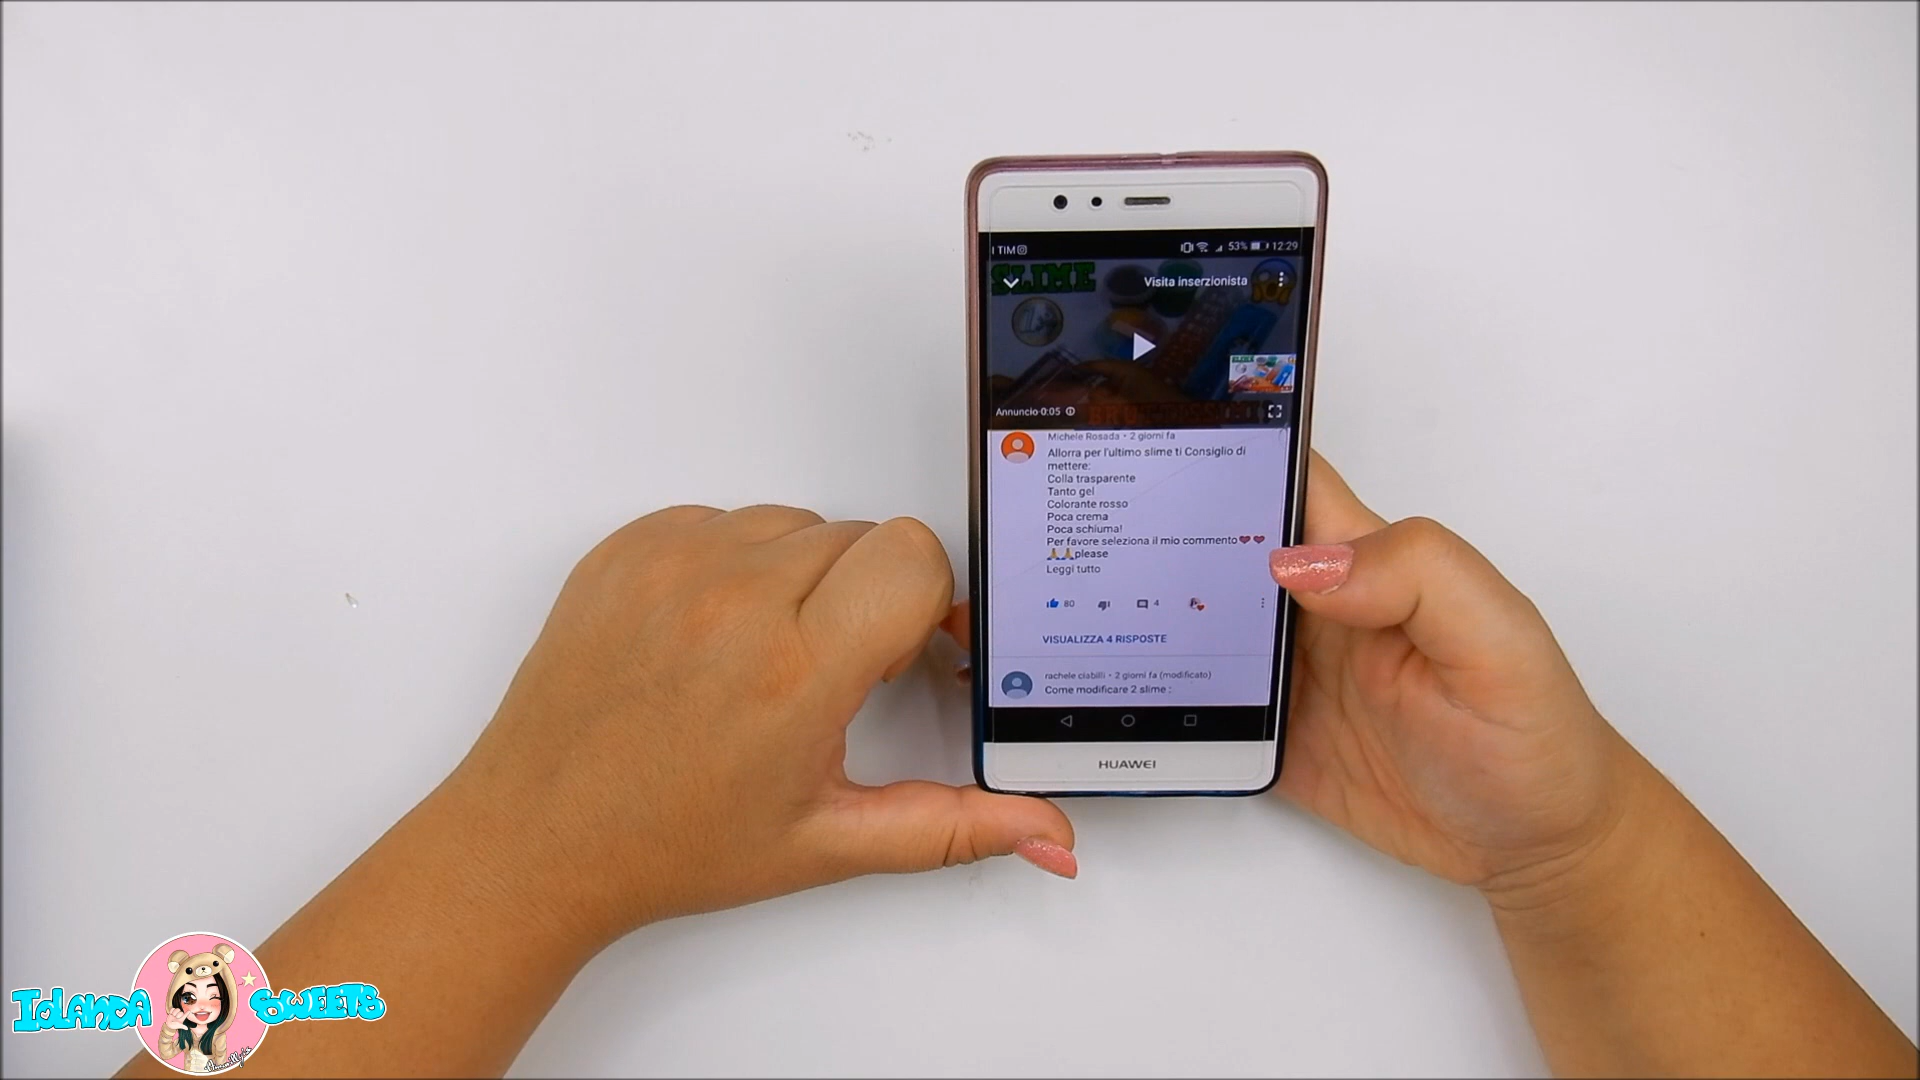 TIM
53% 12:29
SLIME
Visita inserzionista
Annuncio 0:05
Michele Rosada • 2 giorni fa
Allorra per l'ultimo slime ti Consiglio di
mettere:
Colla trasparente
Tanto gel
Colorante rosso
Poca crema
Poca schiuma!
Per favore seleziona il mio commento
please
Leggi tutto
80 4
VISUALIZZA 4 RISPOSTE
rachele ciabilli • 2 giorni fa (modificato)
Come modificare 2 slime :
HUAWEI
IOLANDA SWEETS